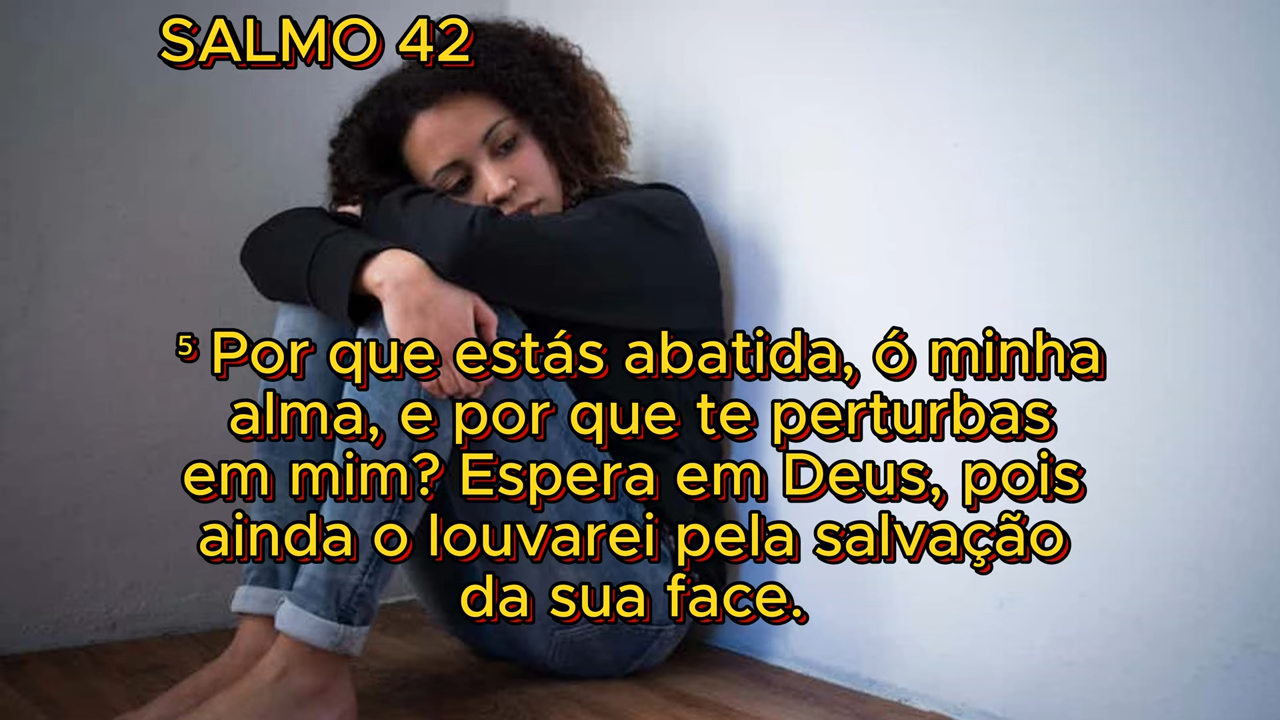 SALMO 42
⁵ Por que estás abatida, ó minha
alma, e por que te perturbas
em mim? Espera em Deus, pois
ainda o louvarei pela salvação
da sua face.